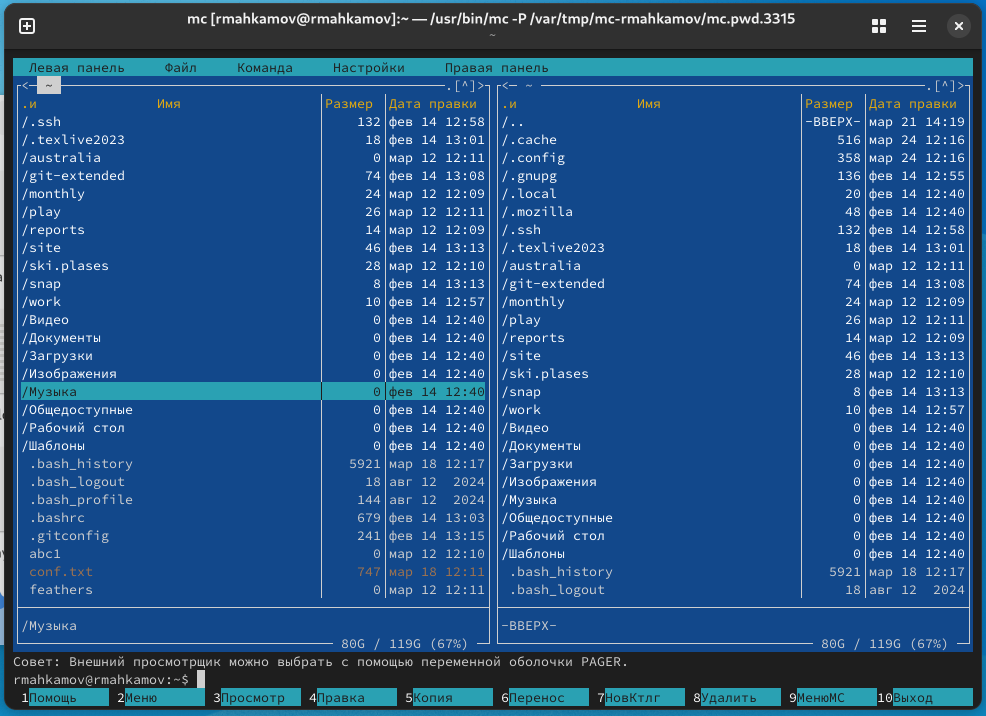 mc [rmahkamov@rmahkamov]:~ — /usr/bin/mc -P /var/tmp/mc-rmahkamov/mc.pwd.3315
~
Левая панель Файл Команда Настройки Правая панель
<─ ~ .[^]> <─ ~ .[^]>
.и Имя Размер Дата правки .и Имя Размер Дата правки
/.ssh 132 фев 14 12:58 /.. -ВВЕРХ- мар 21 14:19
/.texlive2023 18 фев 14 13:01 /.cache 516 мар 24 12:16
/australia 0 мар 12 12:11 /.config 358 мар 24 12:16
/git-extended 74 фев 14 13:08 /.gnupg 136 фев 14 12:55
/monthly 24 мар 12 12:09 /.local 20 фев 14 12:40
/play 26 мар 12 12:11 /.mozilla 48 фев 14 12:40
/reports 14 мар 12 12:09 /.ssh 132 фев 14 12:58
/site 46 фев 14 13:13 /.texlive2023 18 фев 14 13:01
/ski.plases 28 мар 12 12:10 /australia 0 мар 12 12:11
/snap 8 фев 14 13:13 /git-extended 74 фев 14 13:08
/work 10 фев 14 12:57 /monthly 24 мар 12 12:09
/Видео 0 фев 14 12:40 /play 26 мар 12 12:11
/Документы 0 фев 14 12:40 /reports 14 мар 12 12:09
/Загрузки 0 фев 14 12:40 /site 46 фев 14 13:13
/Изображения 0 фев 14 12:40 /ski.plases 28 мар 12 12:10
/Музыка 0 фев 14 12:40 /snap 8 фев 14 13:13
/Общедоступные 0 фев 14 12:40 /work 10 фев 14 12:57
/Рабочий стол 0 фев 14 12:40 /Видео 0 фев 14 12:40
/Шаблоны 0 фев 14 12:40 /Документы 0 фев 14 12:40
.bash_history 5921 мар 18 12:17 /Загрузки 0 фев 14 12:40
.bash_logout 18 авг 12 2024 /Изображения 0 фев 14 12:40
.bash_profile 144 авг 12 2024 /Музыка 0 фев 14 12:40
.bashrc 679 фев 14 13:03 /Общедоступные 0 фев 14 12:40
.gitconfig 241 фев 14 13:15 /Рабочий стол 0 фев 14 12:40
abc1 0 мар 12 12:10 /Шаблоны 0 фев 14 12:40
conf.txt 747 мар 18 12:11 .bash_history 5921 мар 18 12:17
feathers 0 мар 12 12:11 .bash_logout 18 авг 12 2024
/Музыка -ВВЕРХ-
80G / 119G (67%) 80G / 119G (67%)
Совет: Внешний просмотрщик можно выбрать с помощью переменной оболочки PAGER.
rmahkamov@rmahkamov:~$
1Помощь 2Меню 3Просмотр 4Правка 5Копия 6Перенос 7НовКтлг 8Удалить 9МенюMC 10Выход